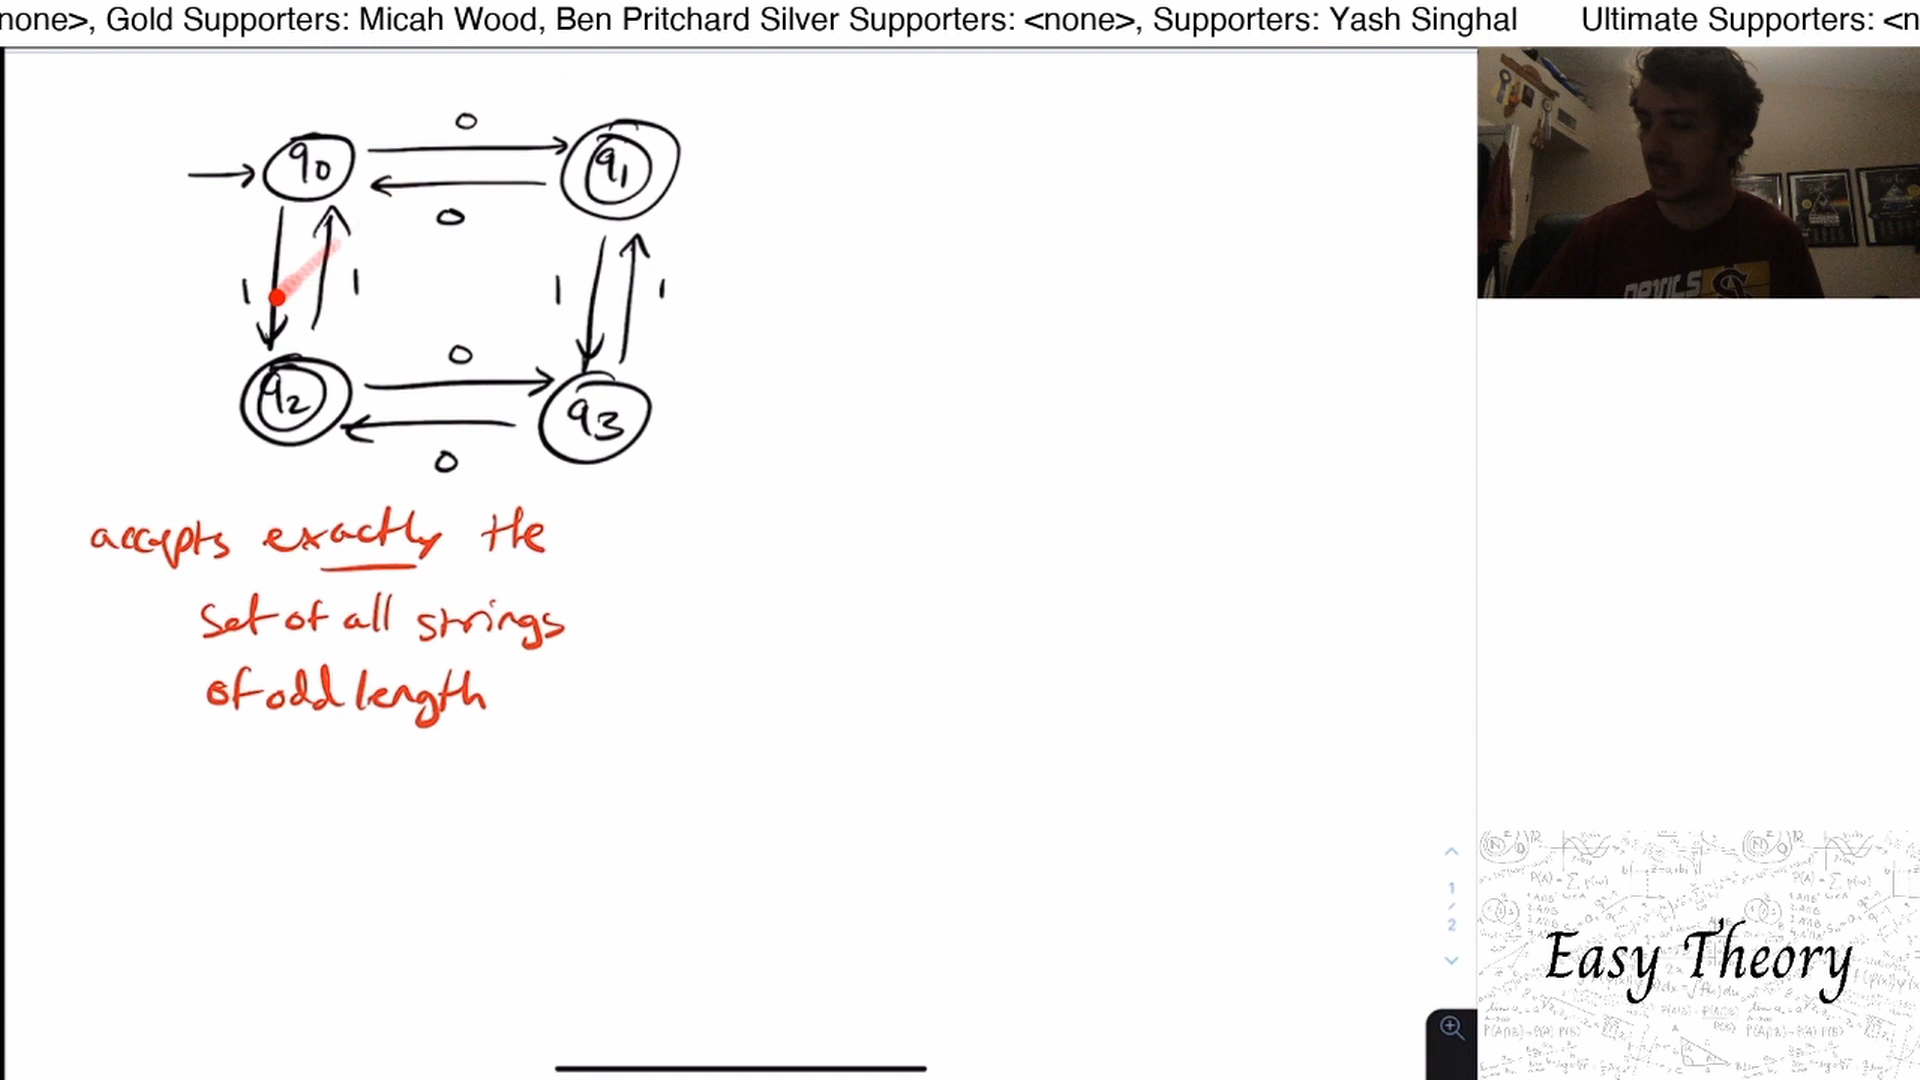 none>, Gold Supporters: Micah Wood, Ben Pritchard Silver Supporters: <none>, Supporters: Yash Singhal Ultimate Supporters: <n
0
q0 q1
0
1 1 1 1
0
q2 q3
0
accepts exactly the
set of all strings
of odd length
1
/
2
Easy Theory